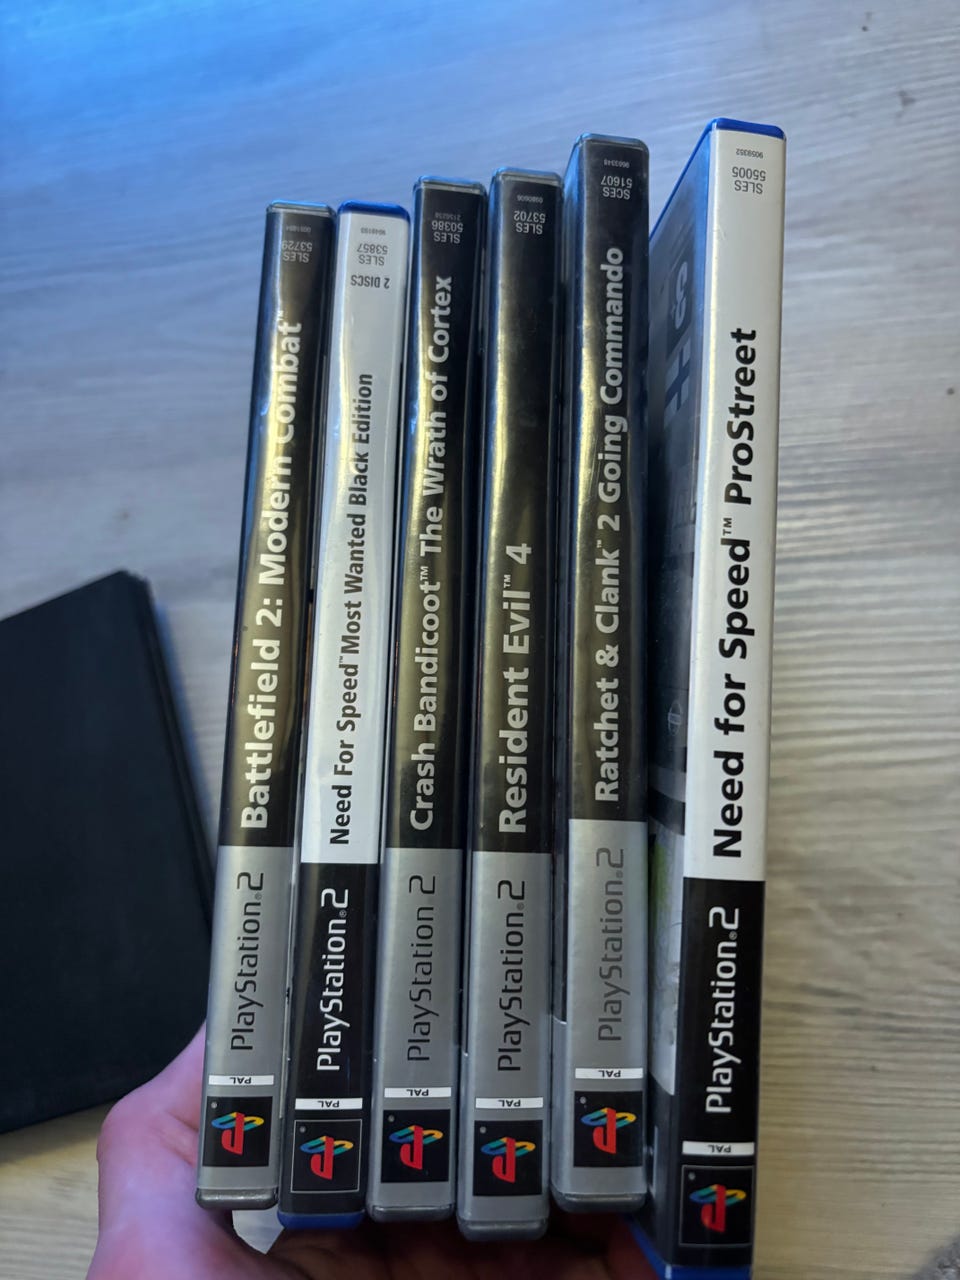 Battlefield 2: Modern Combat™
SLES
53729
PlayStation®2
PAL
Need For Speed™ Most Wanted Black Edition
2 DISCS
SLES
53857
9048193
PlayStation®2
PAL
Crash Bandicoot™ The Wrath of Cortex
SLES
50386
PlayStation 2
PAL
Resident Evil™ 4
SLES
53702
PlayStation®2
PAL
Ratchet & Clank™ 2 Going Commando
SCES
51607
PlayStation®2
PAL
Need for Speed™ ProStreet
SLES
55005
9059352
PlayStation®2
PAL